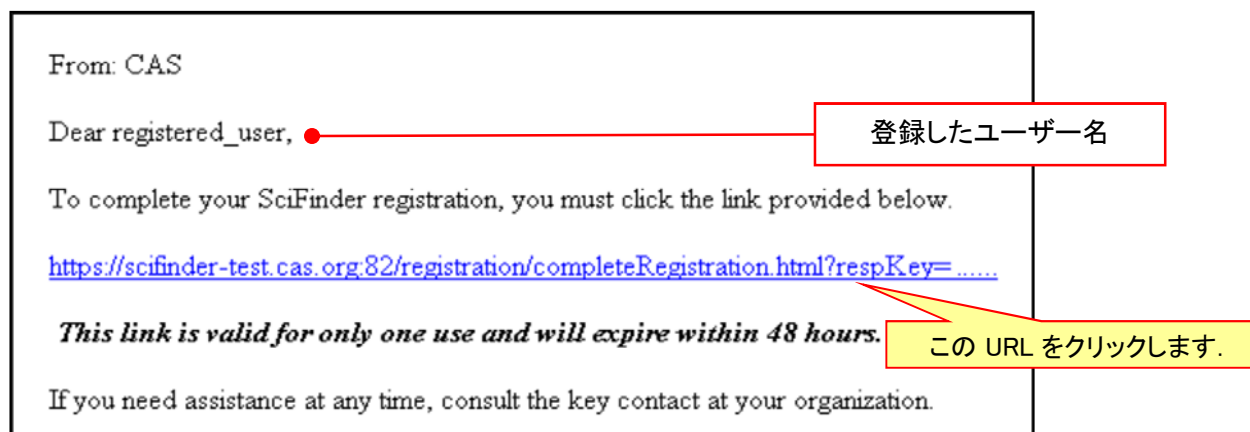 From: CAS
Dear registered_user,
登録したユーザー名
To complete your SciFinder registration, you must click the link provided below.
https://scifinder-test.cas.org:82/registration/completeRegistration.html?respKey=......
This link is valid for only one use and will expire within 48 hours.
この URL をクリックします.
If you need assistance at any time, consult the key contact at your organization.